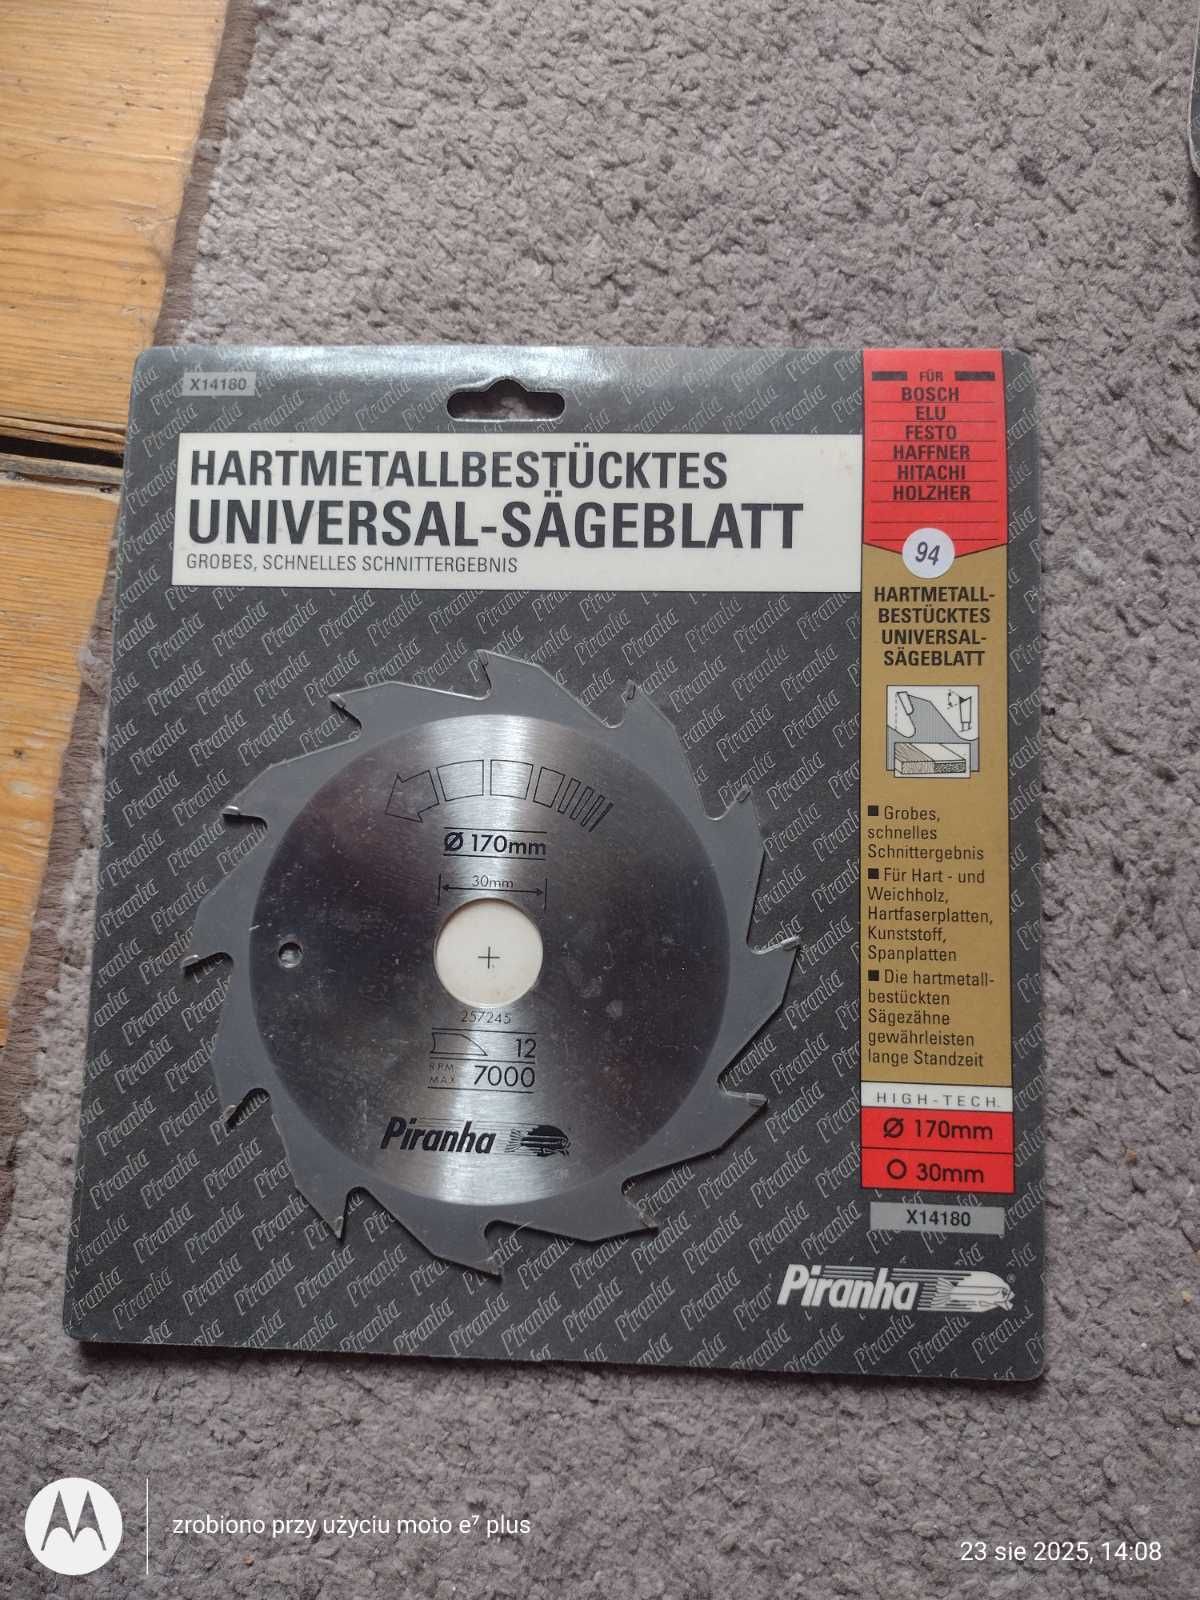 X14180
HARTMETALLBESTÜCKTES
UNIVERSAL-SÄGEBLATT
GROBES, SCHNELLES SCHNITTERGEBNIS
FÜR
BOSCH
ELU
FESTO
HAFFNER
HITACHI
HOLZHER
94
HARTMETALL-
BESTÜCKTES
UNIVERSAL-
SÄGEBLATT
■ Grobes,
schnelles
Schnittergebnis
■ Für Hart - und
Weichholz,
Hartfaserplatten,
Kunststoff,
Spanplatten
■ Die hartmetall-
bestückten
Sägezähne
gewährleisten
lange Standzeit
HIGH-TECH.
Ø 170mm
O 30mm
X14180
Piranha®
Ø 170mm
30mm
257245
12
RPM
MAX 7000
Piranha
zrobiono przy użyciu moto e⁷ plus
23 sie 2025, 14:08